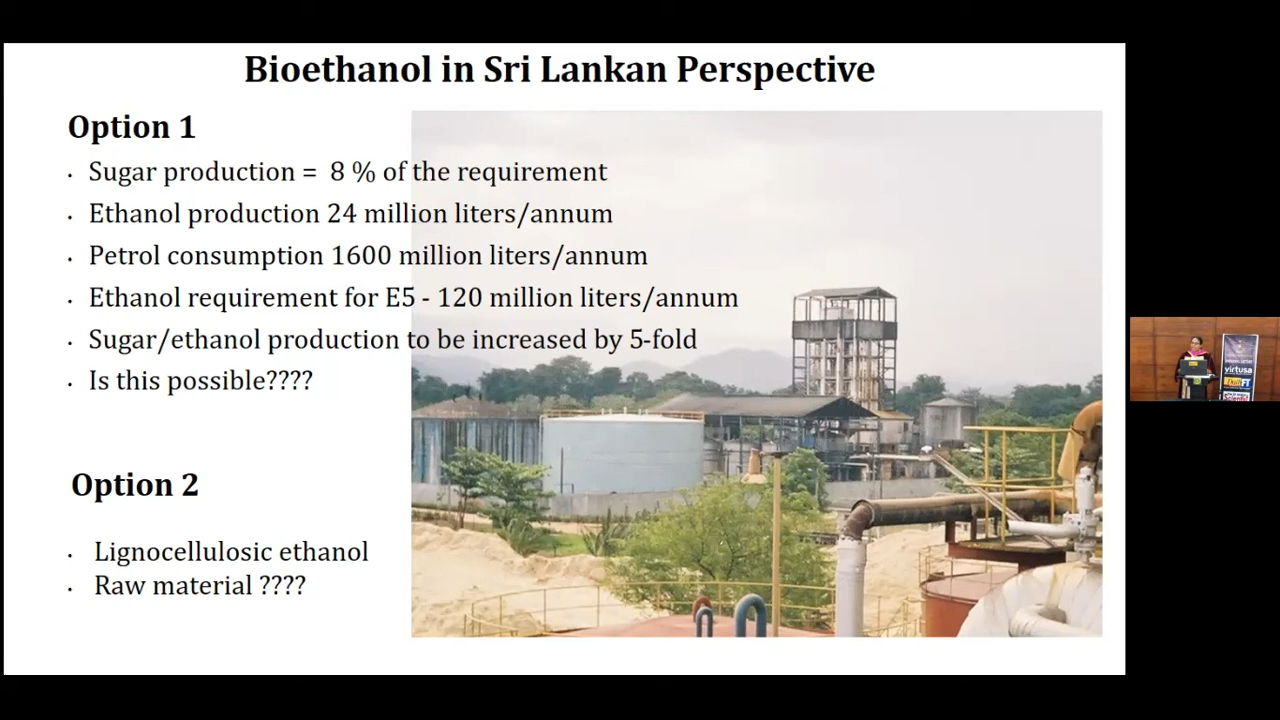 Bioethanol in Sri Lankan Perspective
Option 1
· Sugar production = 8 % of the requirement
· Ethanol production 24 million liters/annum
· Petrol consumption 1600 million liters/annum
· Ethanol requirement for E5 - 120 million liters/annum
· Sugar/ethanol production to be increased by 5-fold
· Is this possible????
Option 2
· Lignocellulosic ethanol
· Raw material ????
virtusa
FT